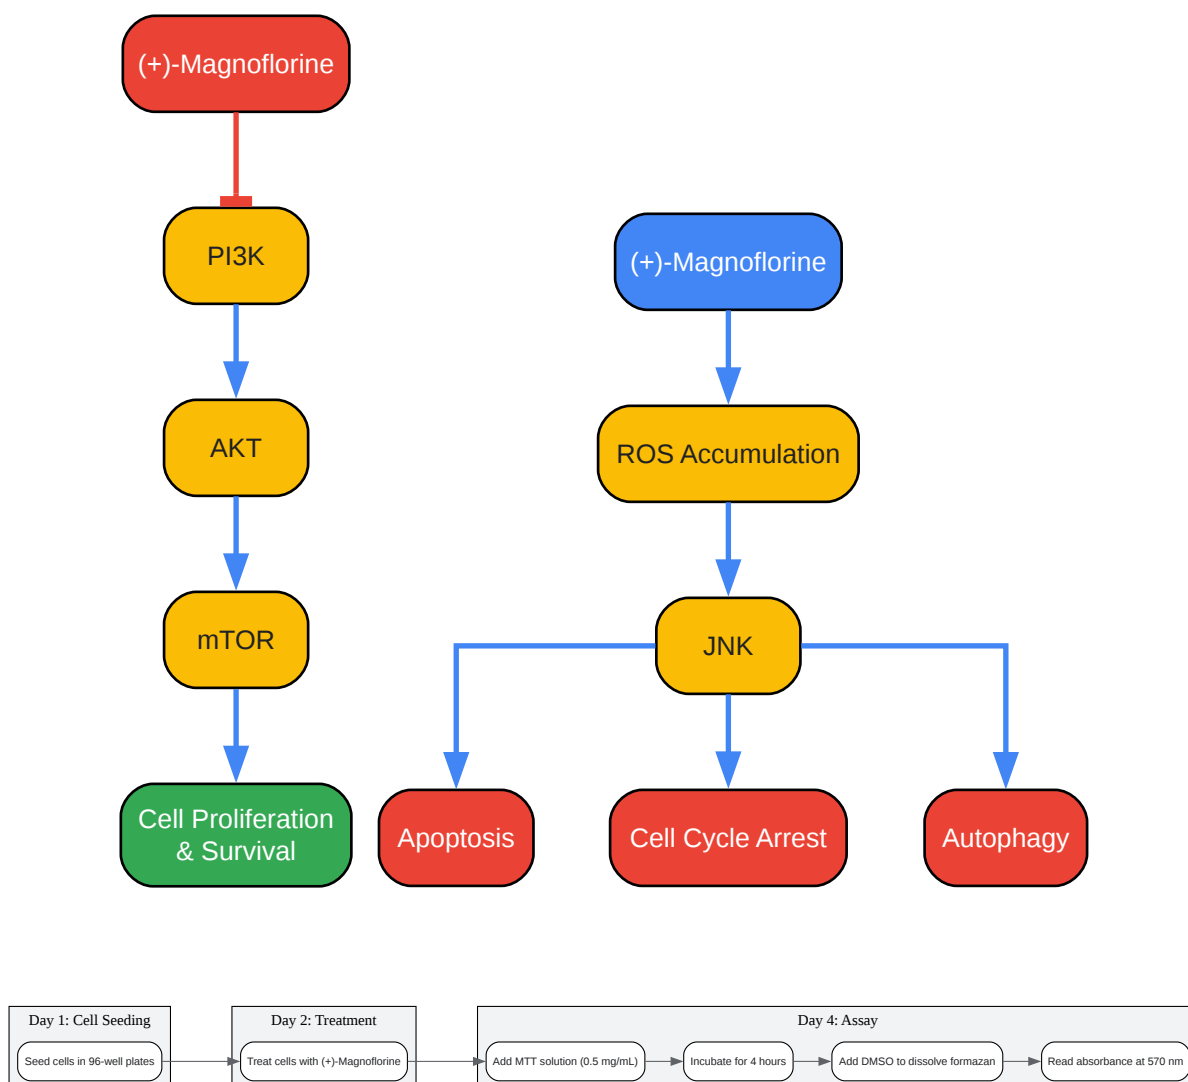 (+)-Magnoflorine
PI3K
AKT
mTOR
Cell Proliferation
& Survival
(+)-Magnoflorine
ROS Accumulation
JNK
Apoptosis
Cell Cycle Arrest
Autophagy
Day 1: Cell Seeding
Seed cells in 96-well plates
Day 2: Treatment
Treat cells with (+)-Magnoflorine
Day 4: Assay
Add MTT solution (0.5 mg/mL)
Incubate for 4 hours
Add DMSO to dissolve formazan
Read absorbance at 570 nm